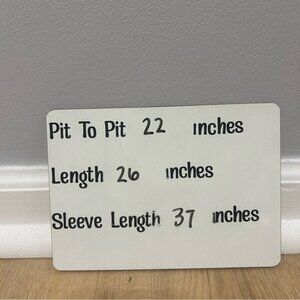 Pit To Pit 22 inches
Length 26 inches
Sleeve Length 37 inches